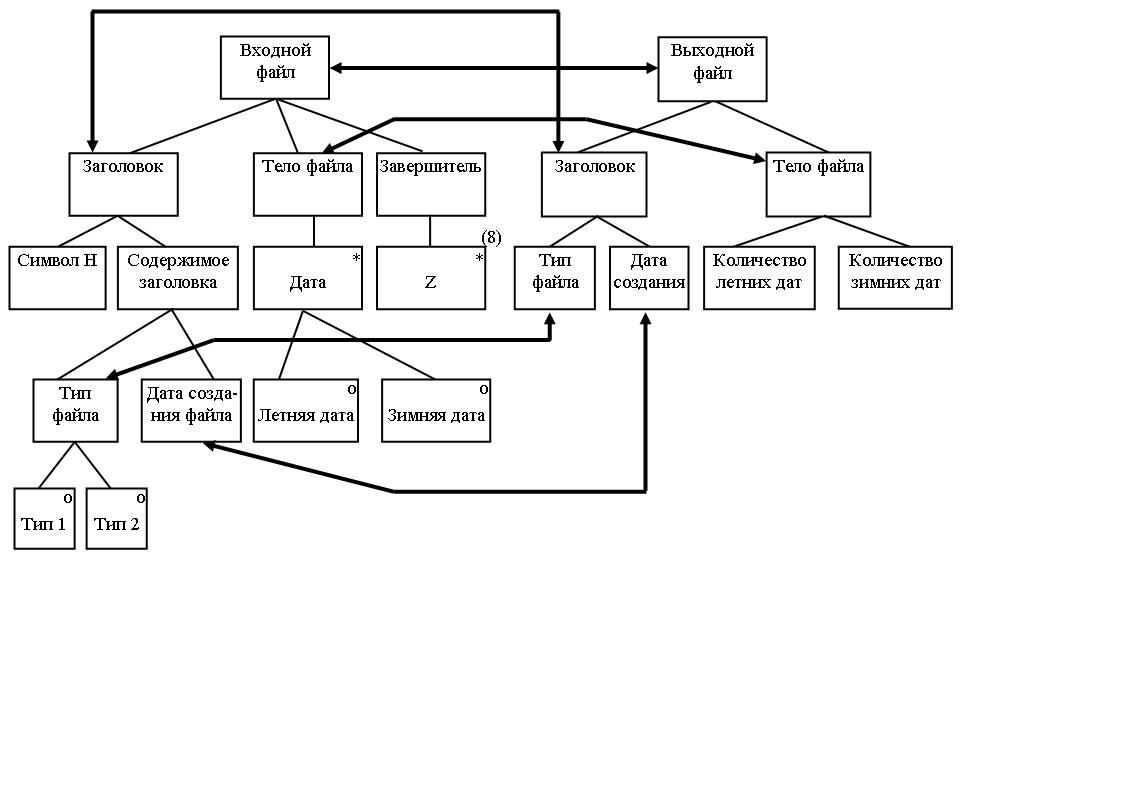 Входной
файл
Выходной
файл
Заголовок
Тело файла
Завершитель
Заголовок
Тело файла
Символ H
Содержимое
заголовка
*
Дата
(8)
*
Z
Тип
файла
Дата
создания
Количество
летних дат
Количество
зимних дат
Тип
файла
Дата созда-
ния файла
o
Летняя дата
o
Зимняя дата
o
Тип 1
o
Тип 2